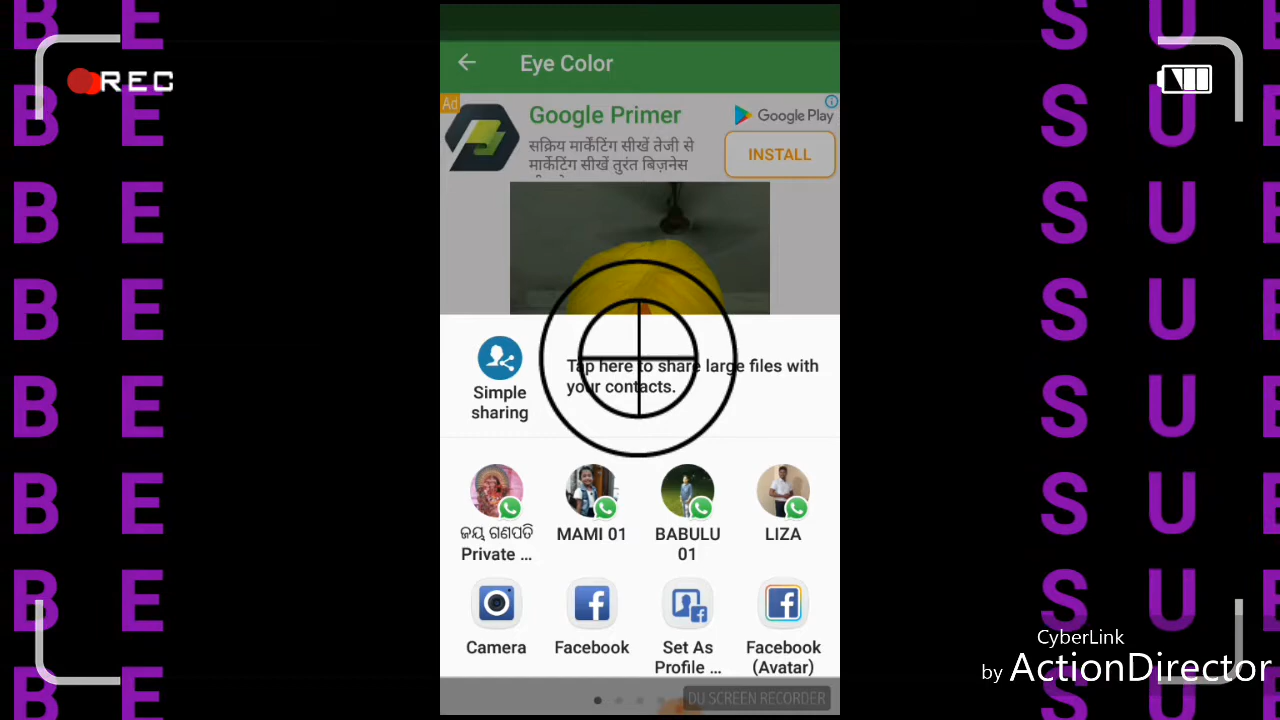 REC
Eye Color
Ad
Google Primer
Google Play
सक्रिय मार्केटिंग सीखें तेजी से
मार्केटिंग सीखें तुरंत बिज़नेस
INSTALL
Simple
sharing
Tap here to share large files with
your contacts.
ଜୟ ଗଣପତି
Private ...
MAMI 01
BABULU
01
LIZA
Camera
Facebook
Set As
Profile ...
Facebook
(Avatar)
DU SCREEN RECORDER
CyberLink
by ActionDirector
B E
B E
B E
B E
B E
B E
B E
B E
S U
S U
S U
S U
S U
S U
S U
S U